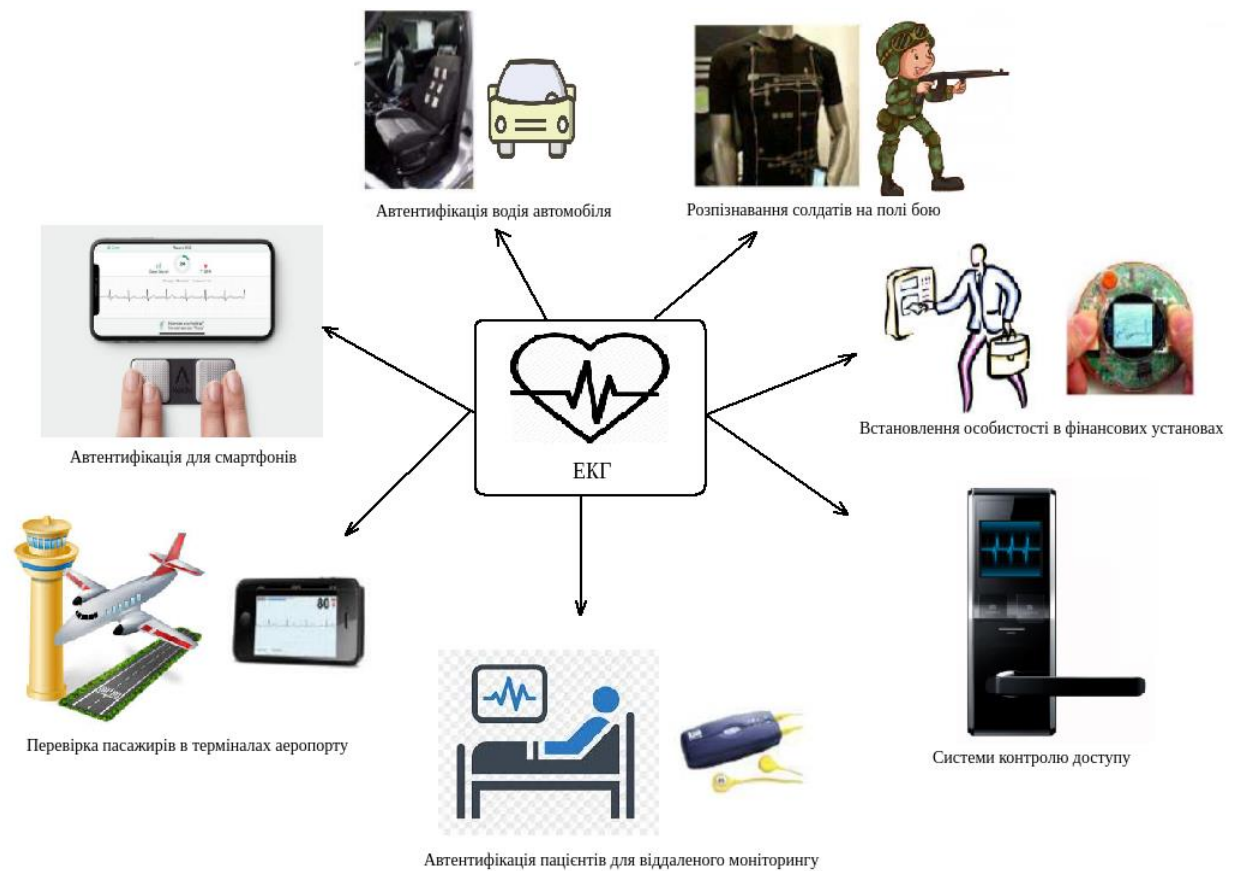 Автентифікація водія автомобіля
Розпізнавання солдатів на полі бою
Автентифікація для смартфонів
ЕКГ
Встановлення особистості в фінансових установах
Перевірка пасажирів в терміналах аеропорту
80
Системи контролю доступу
Автентифікація пацієнтів для віддаленого моніторингу